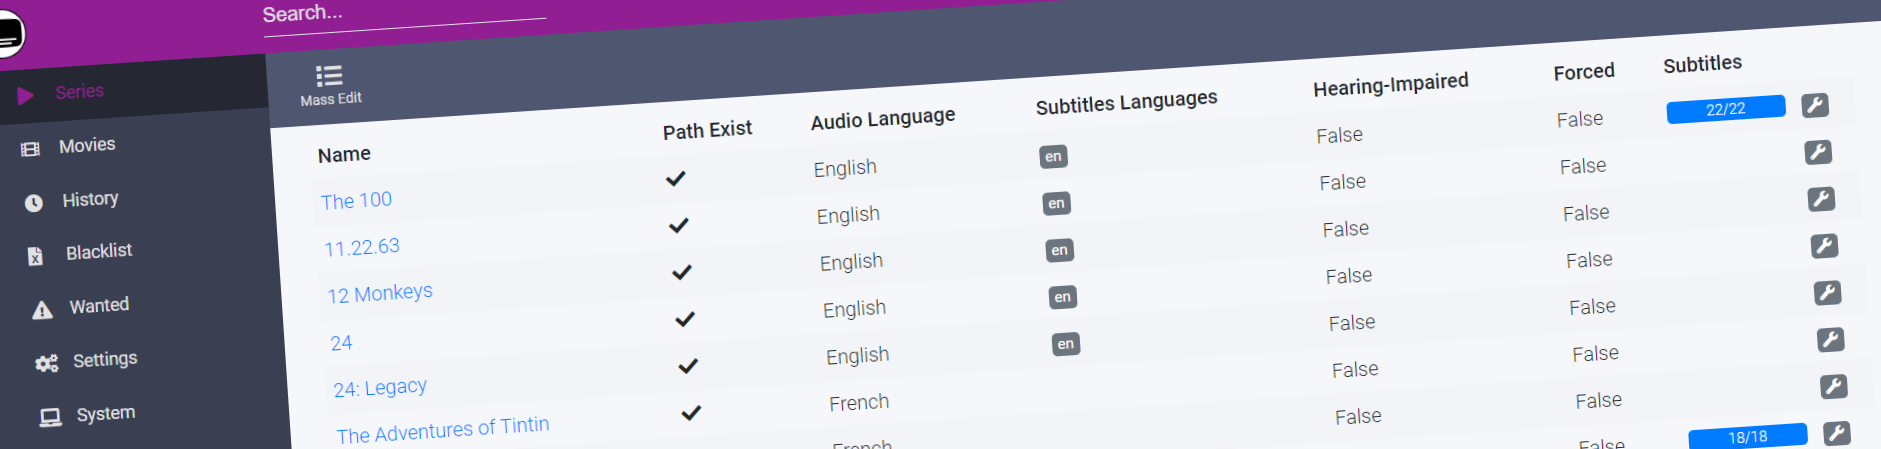 Search...
Series
Movies
History
Blacklist
Wanted
Settings
System
Mass Edit
Name Path Exist Audio Language Subtitles Languages Hearing-Impaired Forced Subtitles
The 100 English en False False 22/22
11.22.63 English en False False
12 Monkeys English en False False
24 English en False False
24: Legacy English en False False
The Adventures of Tintin French False False
French False False
False 18/18